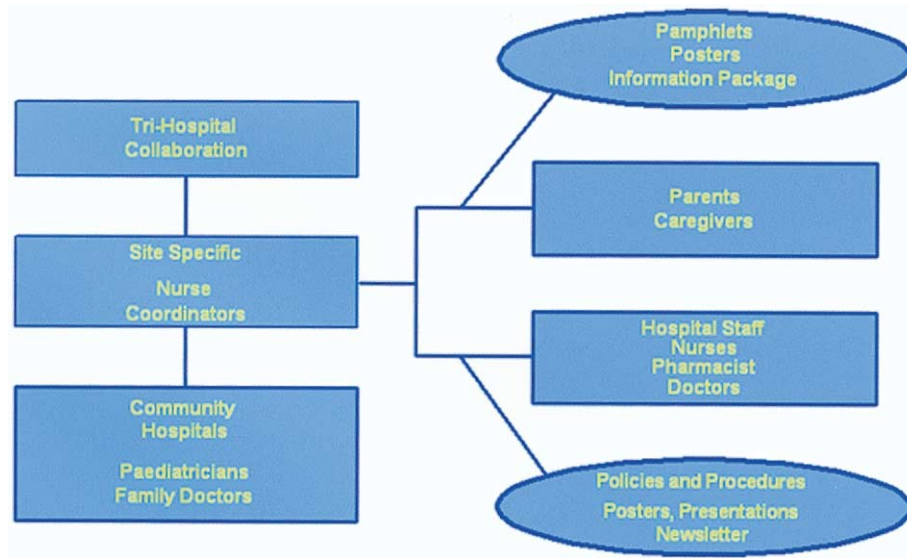 Tri-Hospital
Collaboration
Site Specific
Nurse
Coordinators
Community
Hospitals
Paediatricians
Family Doctors
Pamphlets
Posters
Information Package
Parents
Caregivers
Hospital Staff
Nurses
Pharmacist
Doctors
Policies and Procedures
Posters, Presentations
Newsletter